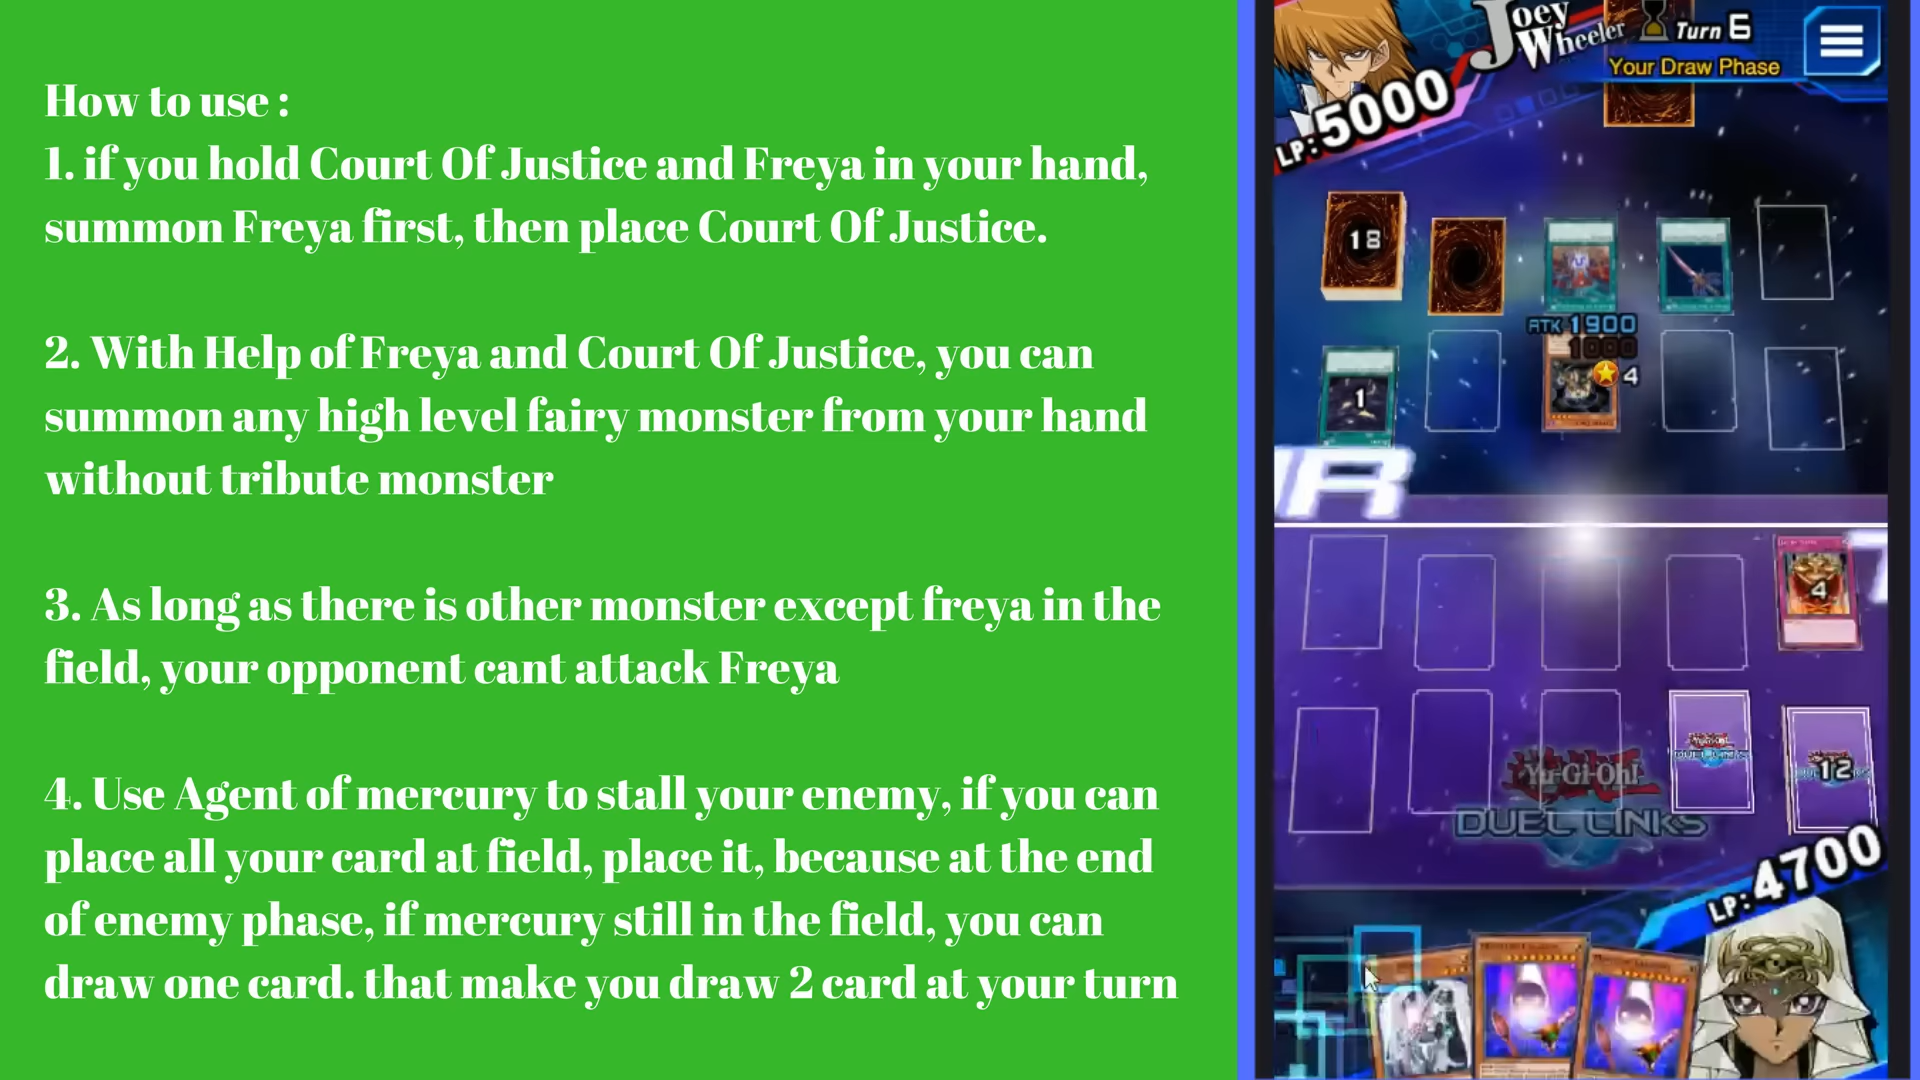 How to use :
1. if you hold Court Of Justice and Freya in your hand,
summon Freya first, then place Court Of Justice.
2. With Help of Freya and Court Of Justice, you can
summon any high level fairy monster from your hand
without tribute monster
3. As long as there is other monster except freya in the
field, your opponent cant attack Freya
4. Use Agent of mercury to stall your enemy, if you can
place all your card at field, place it, because at the end
of enemy phase, if mercury still in the field, you can
draw one card. that make you draw 2 card at your turn
Joey
Wheeler
Turn 6
Your Draw Phase
LP:5000
18
ATK 1900
1000
4
1
R
4
Yu-Gi-Oh!
DUEL LINKS
12
LP:4700